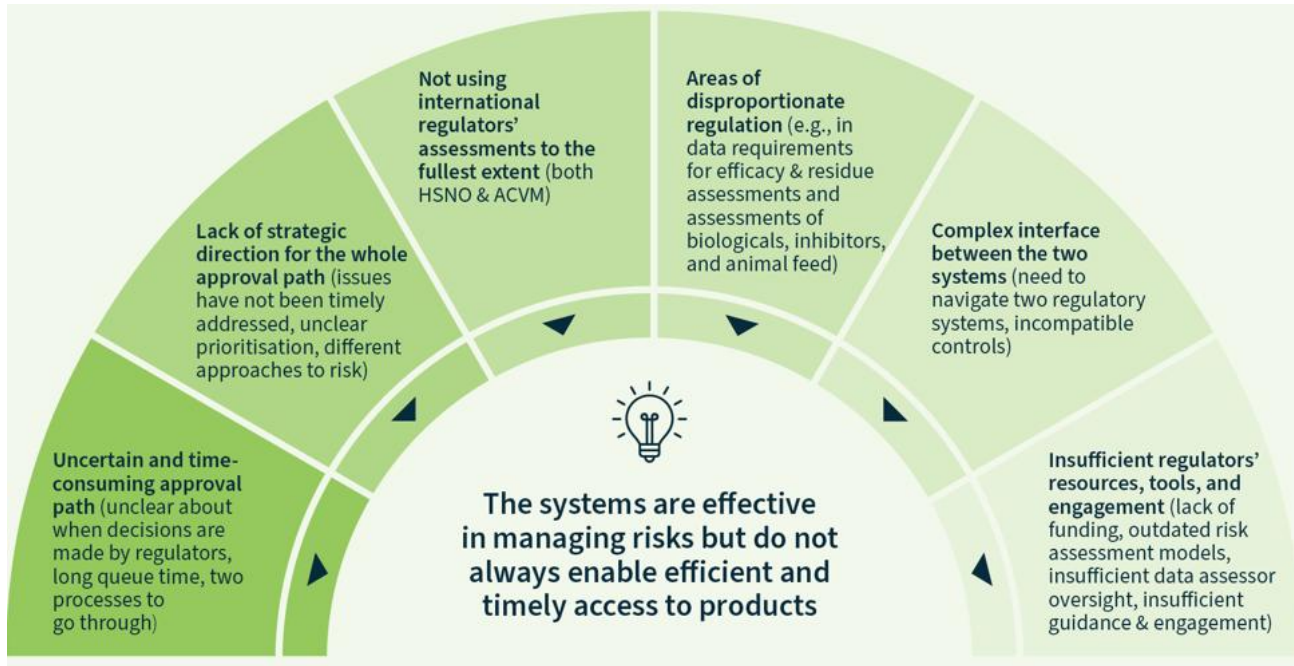 Uncertain and time-
consuming approval
path (unclear about
when decisions are
made by regulators,
long queue time, two
processes to
go through)
Lack of strategic
direction for the whole
approval path (issues
have not been timely
addressed, unclear
prioritisation, different
approaches to risk)
Not using
international
regulators’
assessments to the
fullest extent (both
HSNO & ACVM)
Areas of
disproportionate
regulation (e.g., in
data requirements
for efficacy & residue
assessments and
assessments of
biologicals, inhibitors,
and animal feed)
Complex interface
between the two
systems (need to
navigate two regulatory
systems, incompatible
controls)
Insufficient regulators’
resources, tools, and
engagement (lack of
funding, outdated risk
assessment models,
insufficient data assessor
oversight, insufficient
guidance & engagement)
The systems are effective
in managing risks but do not
always enable efficient and
timely access to products